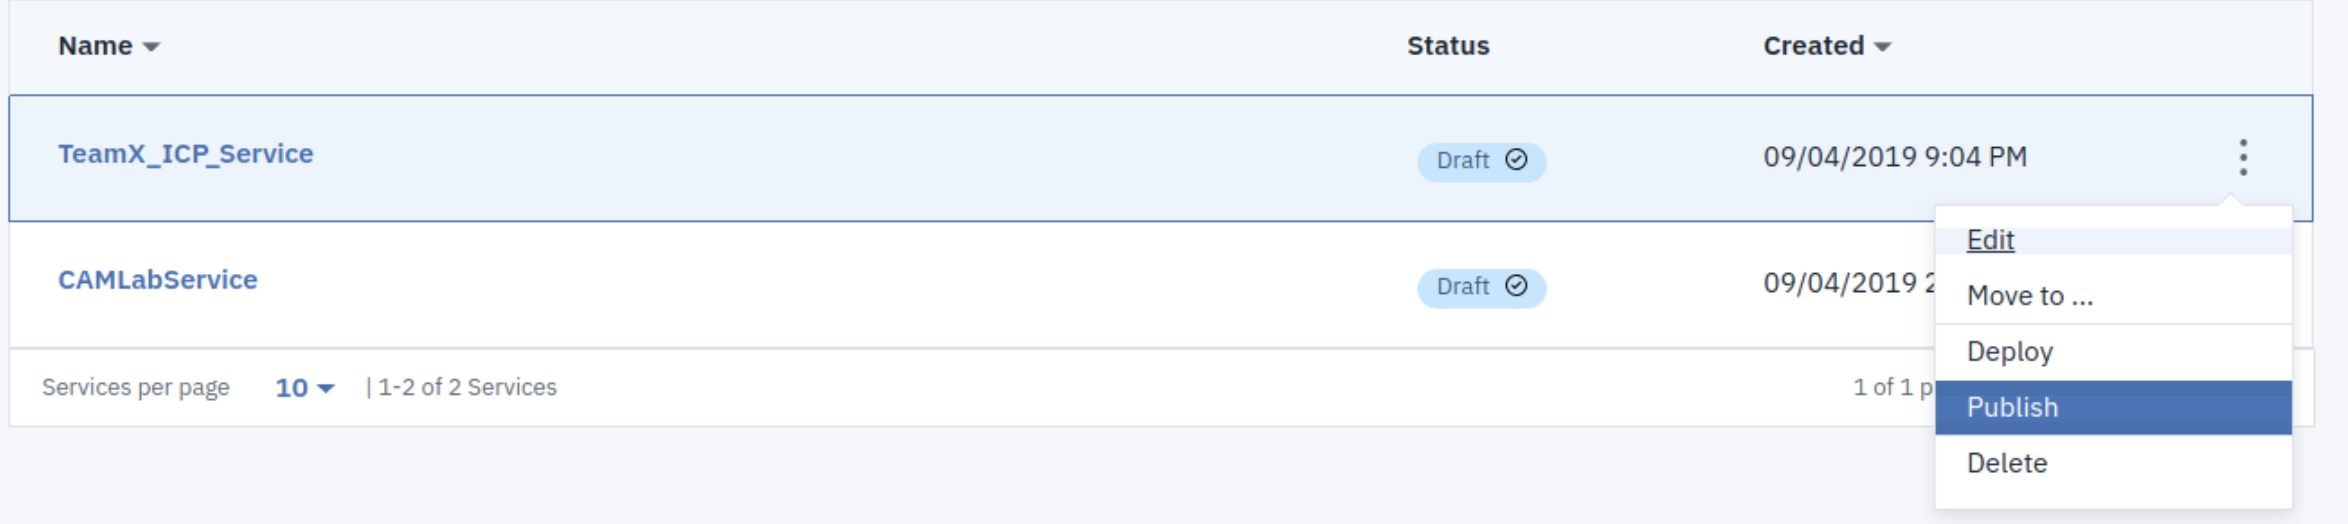 Name Status Created
TeamX_ICP_Service Draft 09/04/2019 9:04 PM
Edit
CAMLabService Draft 09/04/2019
Move to ...
Deploy
Services per page 10 | 1-2 of 2 Services 1 of 1
Publish
Delete